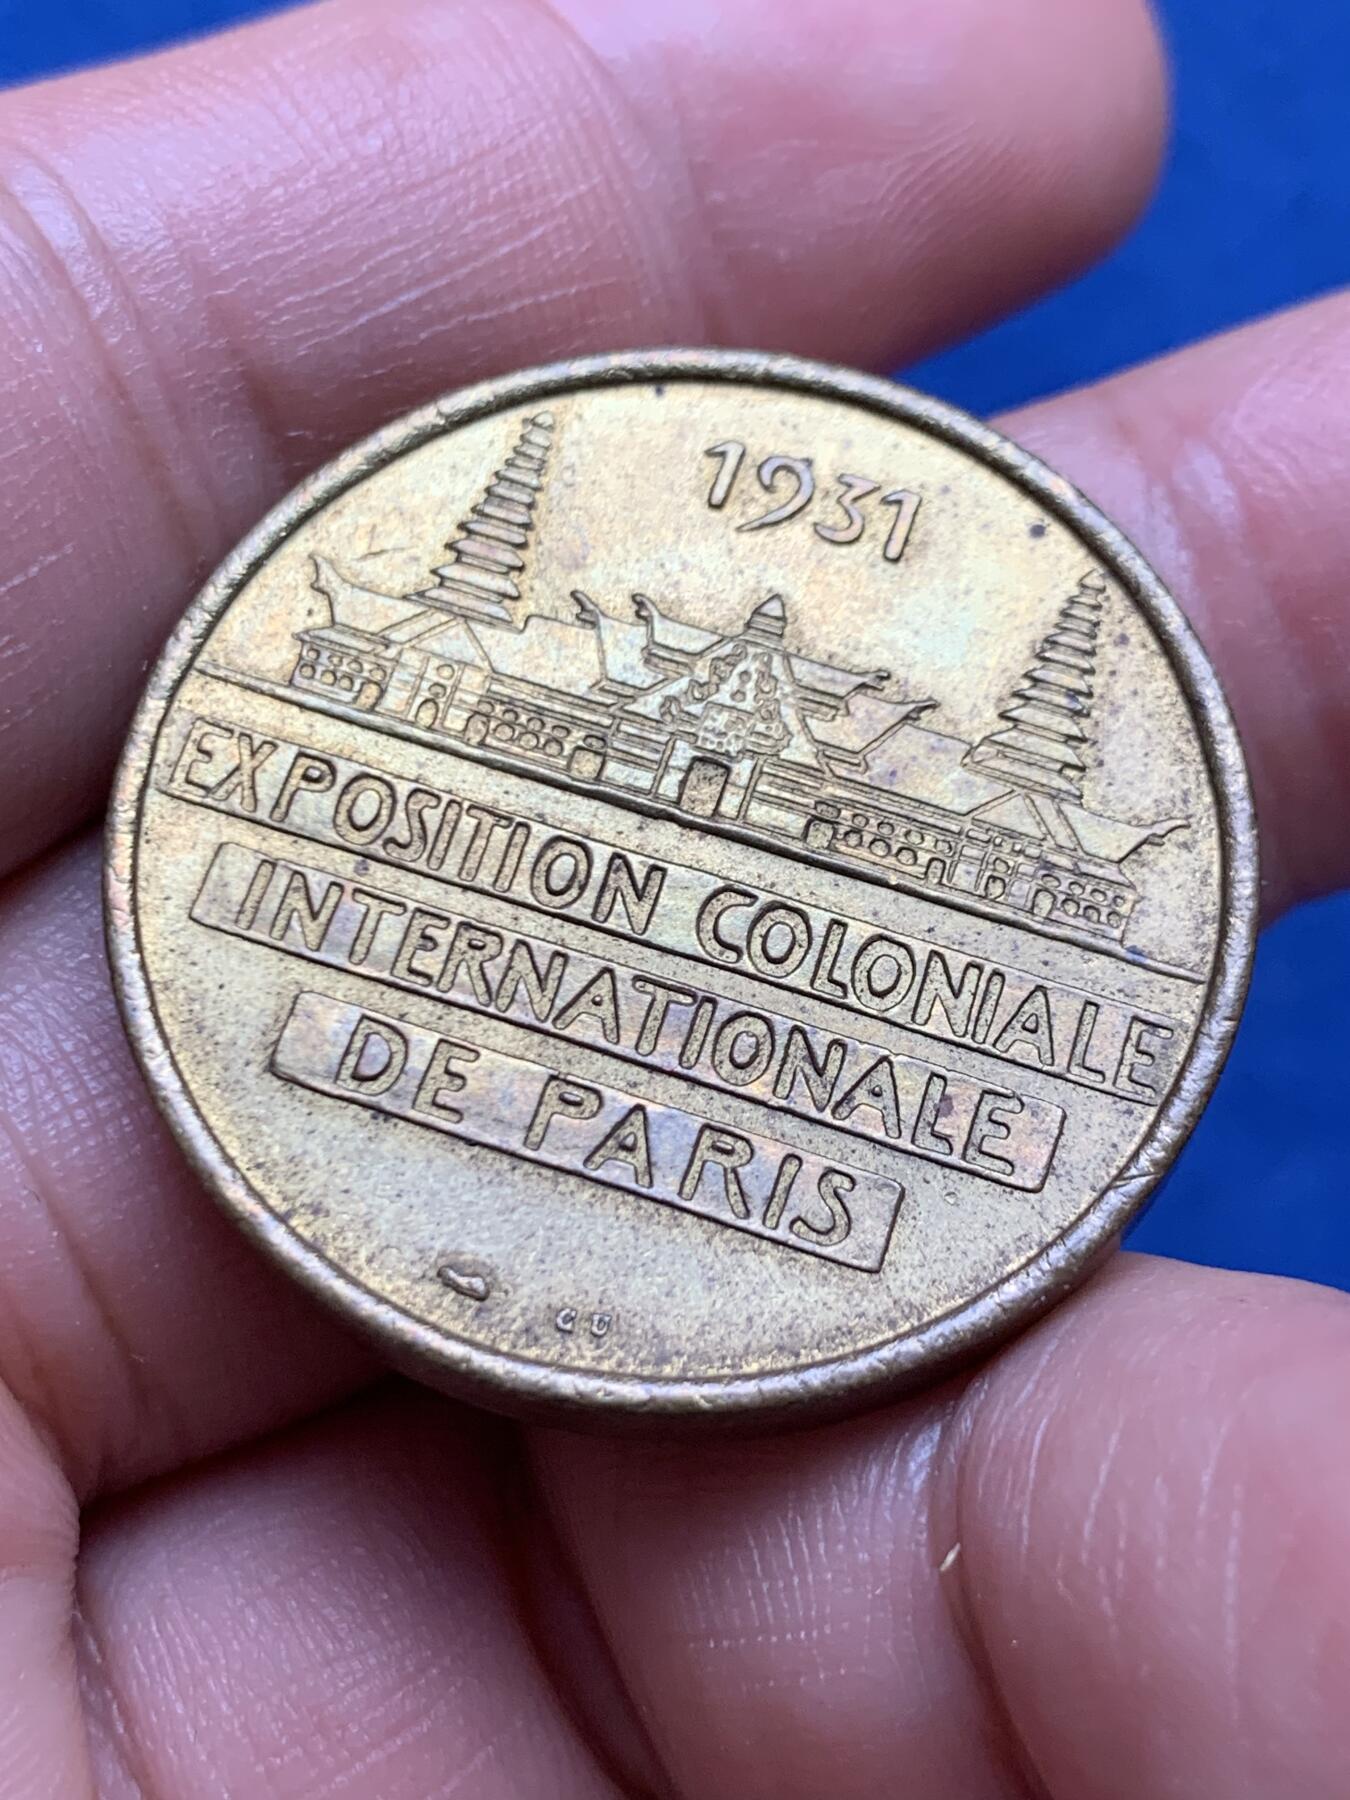 1931
EXPOSITION COLONIALE
INTERNATIONALE
DE PARIS
CU